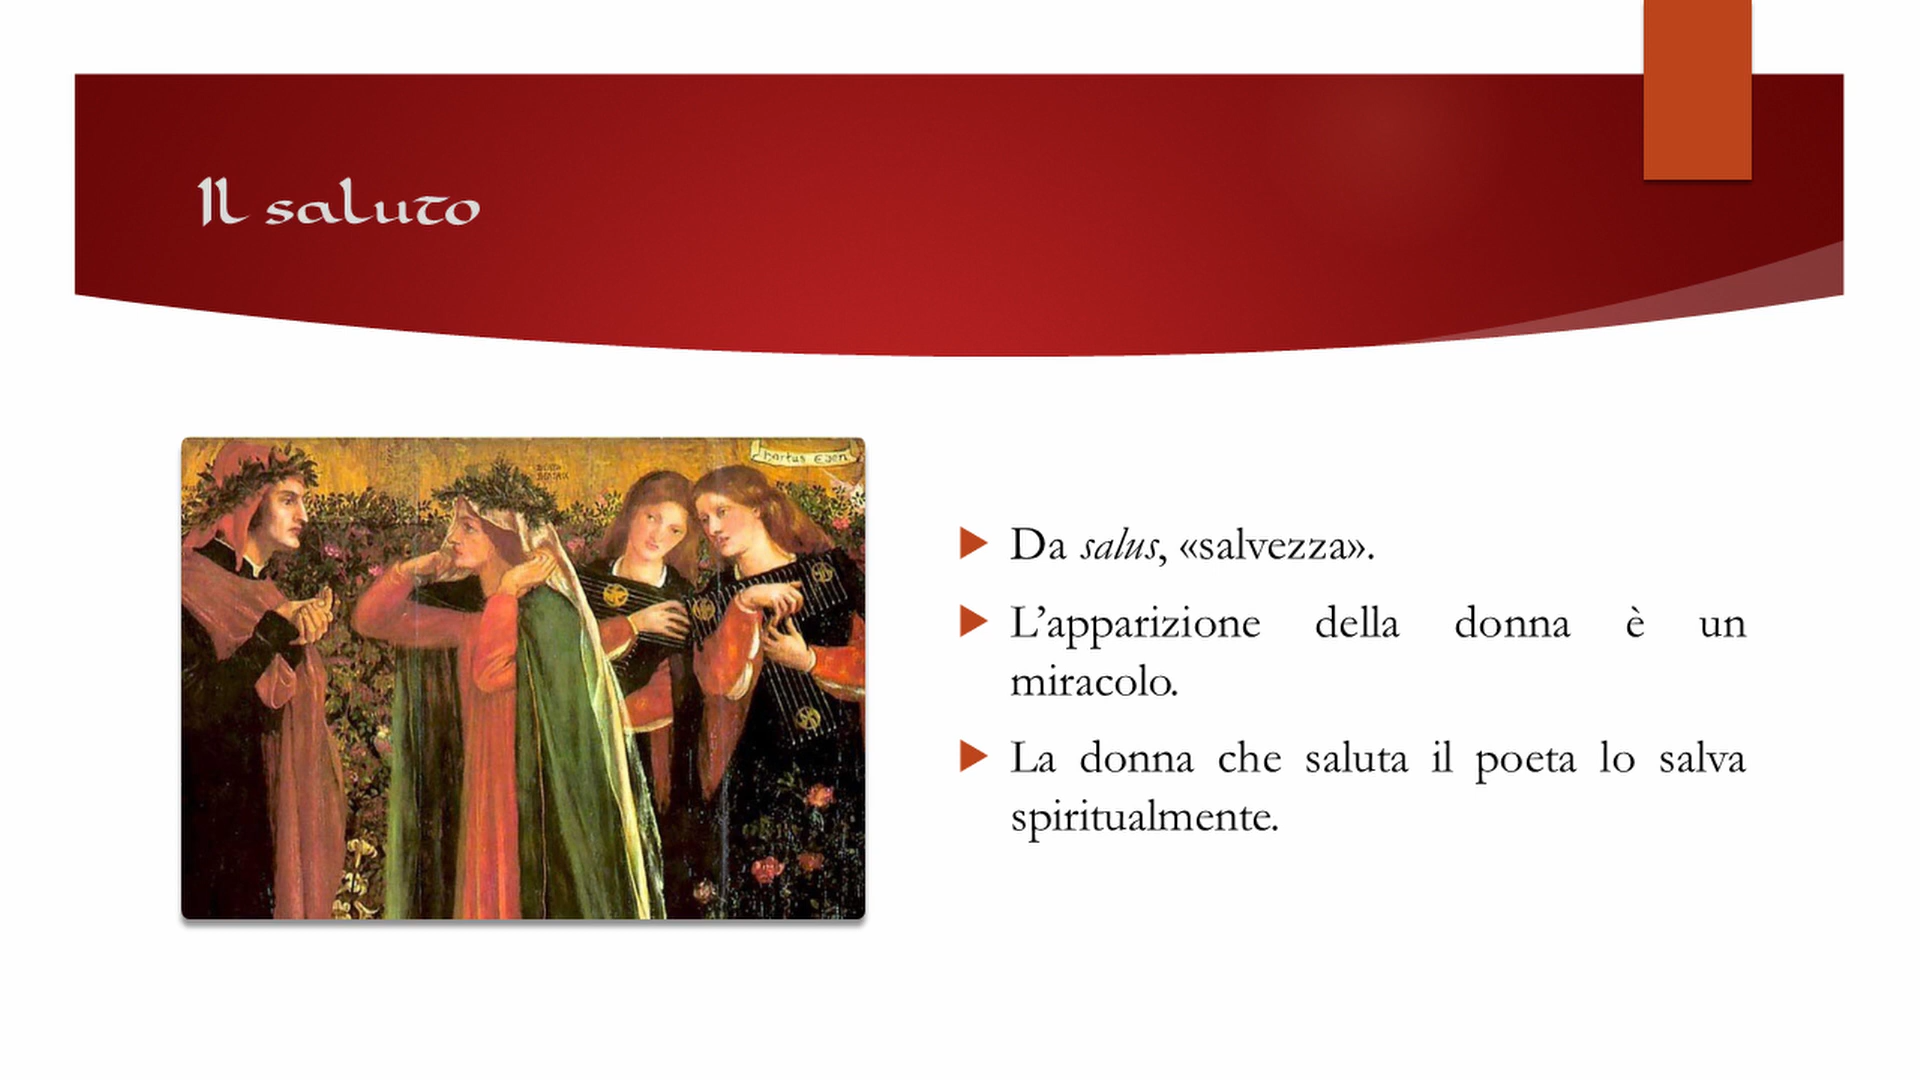 Il saluto
Da salus, «salvezza».
L’apparizione della donna è un
miracolo.
La donna che saluta il poeta lo salva
spiritualmente.